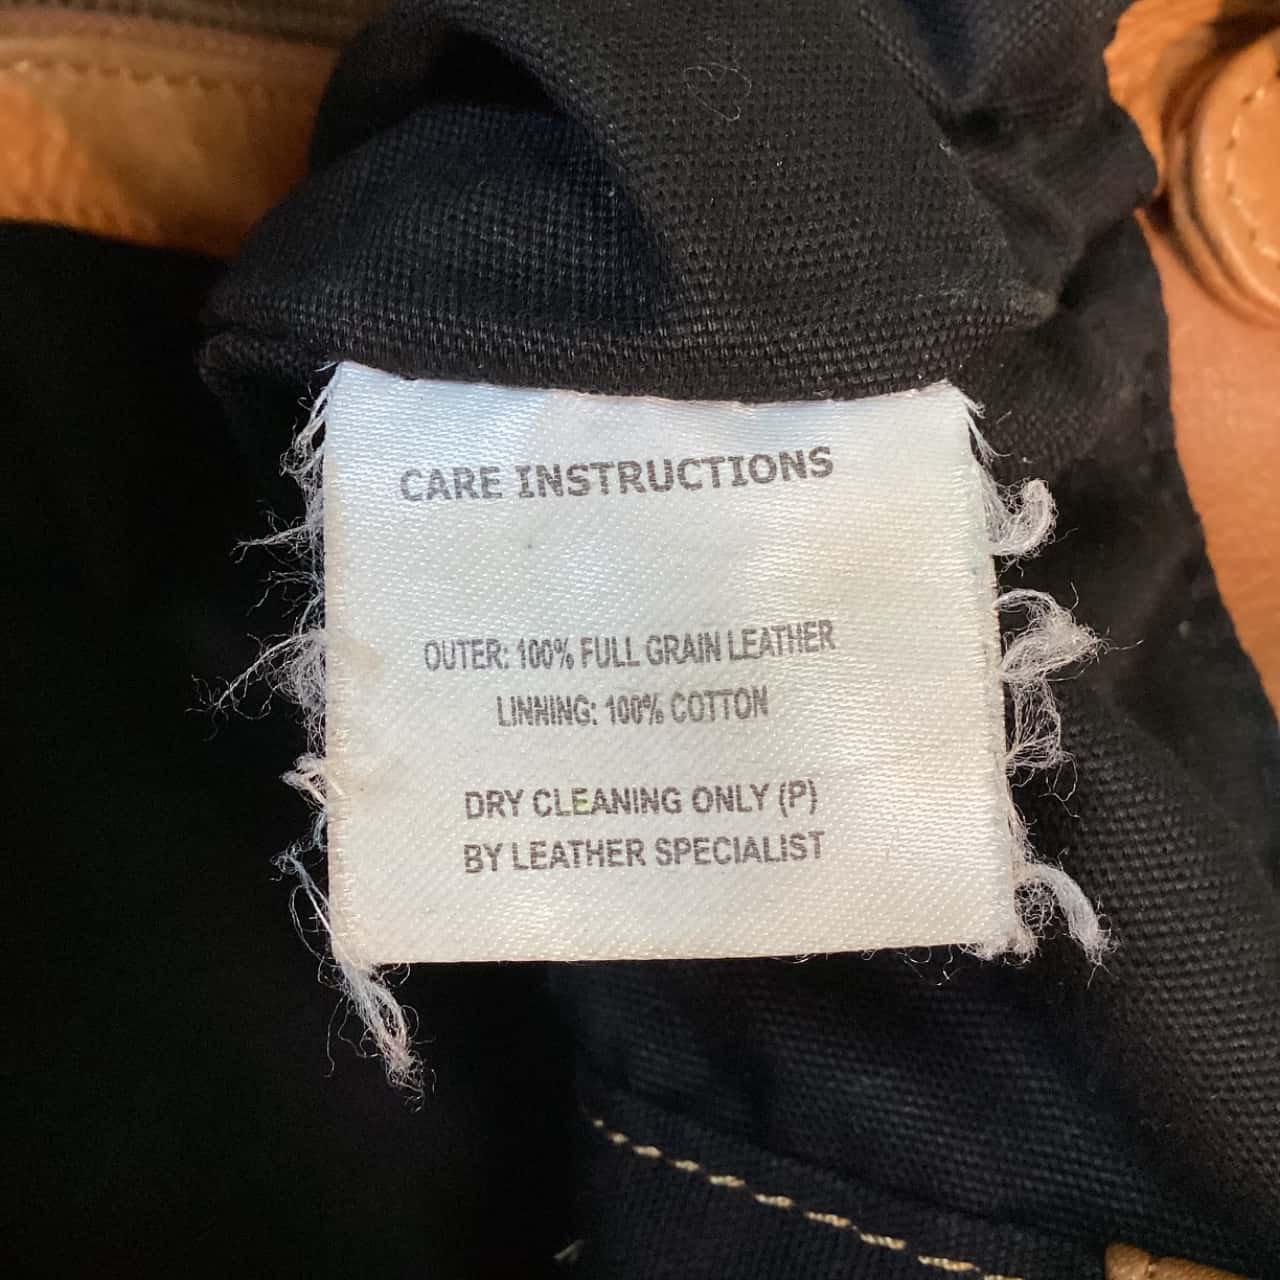 CARE INSTRUCTIONS
OUTER: 100% FULL GRAIN LEATHER
LINNING: 100% COTTON
DRY CLEANING ONLY (P)
BY LEATHER SPECIALIST